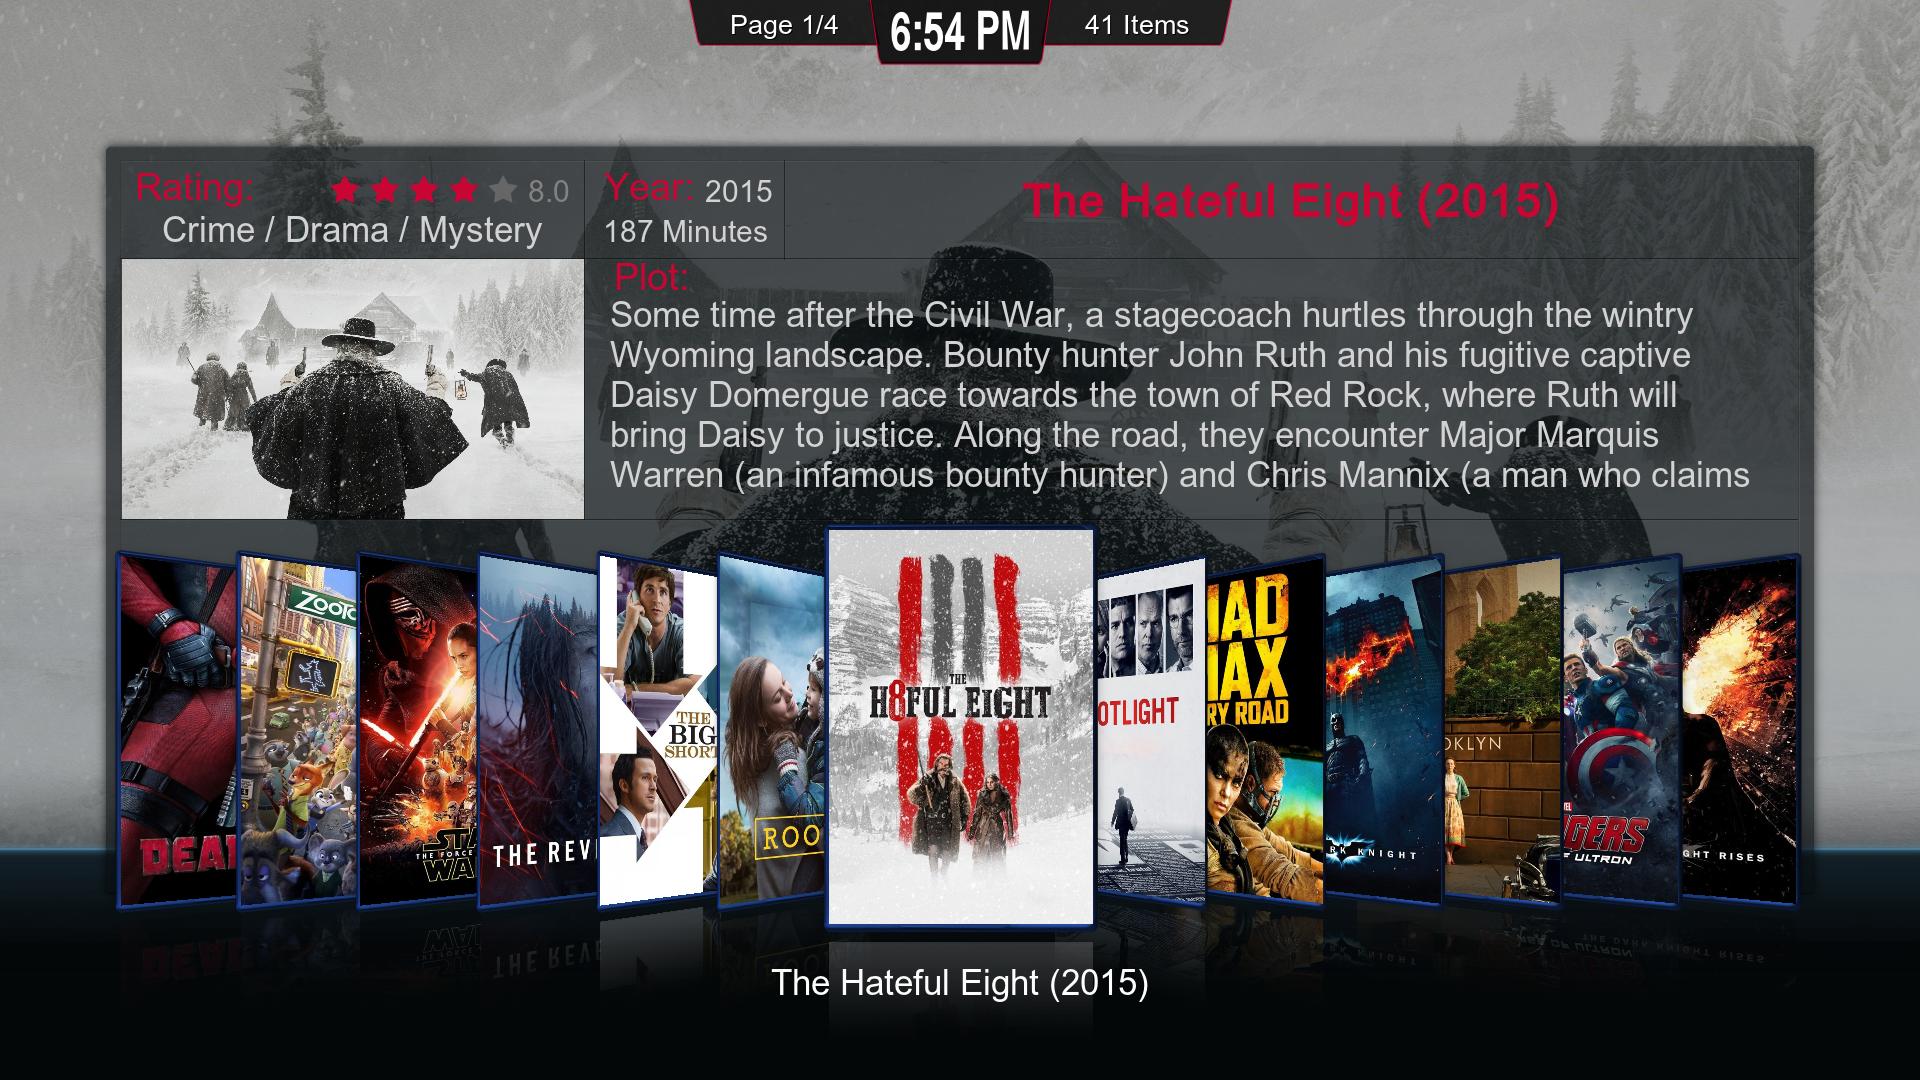 Page 1/4
6:54 PM
41 Items
Rating:
8.0
Year: 2015
The Hateful Eight (2015)
Crime / Drama / Mystery
187 Minutes
Plot:
Some time after the Civil War, a stagecoach hurtles through the wintry
Wyoming landscape. Bounty hunter John Ruth and his fugitive captive
Daisy Domergue race towards the town of Red Rock, where Ruth will
bring Daisy to justice. Along the road, they encounter Major Marquis
Warren (an infamous bounty hunter) and Chris Mannix (a man who claims
DEA
ZOOTO
STA
THE FORCE
WA
THE REV
THE
BIG
SHORT
ROO
THE
H8FUL EIGHT
OTLIGHT
MAD
MAX
RY ROAD
RK KNIGHT
OKLYN
GERS
F ULTRON
GHT RISES
The Hateful Eight (2015)